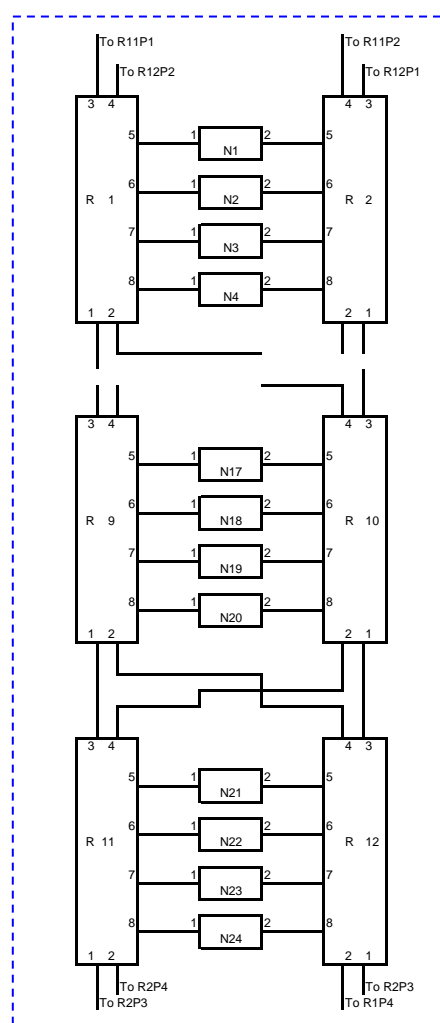 To R11P1 To R11P2
To R12P2 To R12P1
3 4 4 3
5 1 2 5
N1
6 1 2 6
R 1 N2 R 2
7 1 2 7
N3
8 1 2 8
N4
1 2 2 1
3 4 4 3
5 1 2 5
N17
6 1 2 6
R 9 N18 R 10
7 1 2 7
N19
8 1 2 8
N20
1 2 2 1
3 4 4 3
5 1 2 5
N21
6 1 2 6
R 11 N22 R 12
7 1 2 7
N23
8 1 2 8
N24
1 2 2 1
To R2P4 To R2P3
To R2P3 To R1P4